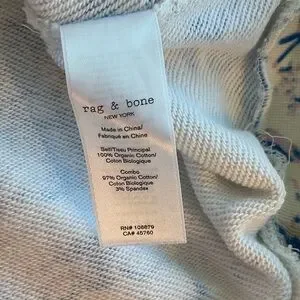 rag & bone
NEW YORK
Made in China/
Fabriqué en Chine
Self/Tissu Principal
100% Organic Cotton/
Coton Biologique
Combo
97% Organic Cotton/
Coton Biologique
3% Spandex
RN# 108879
CA# 45760